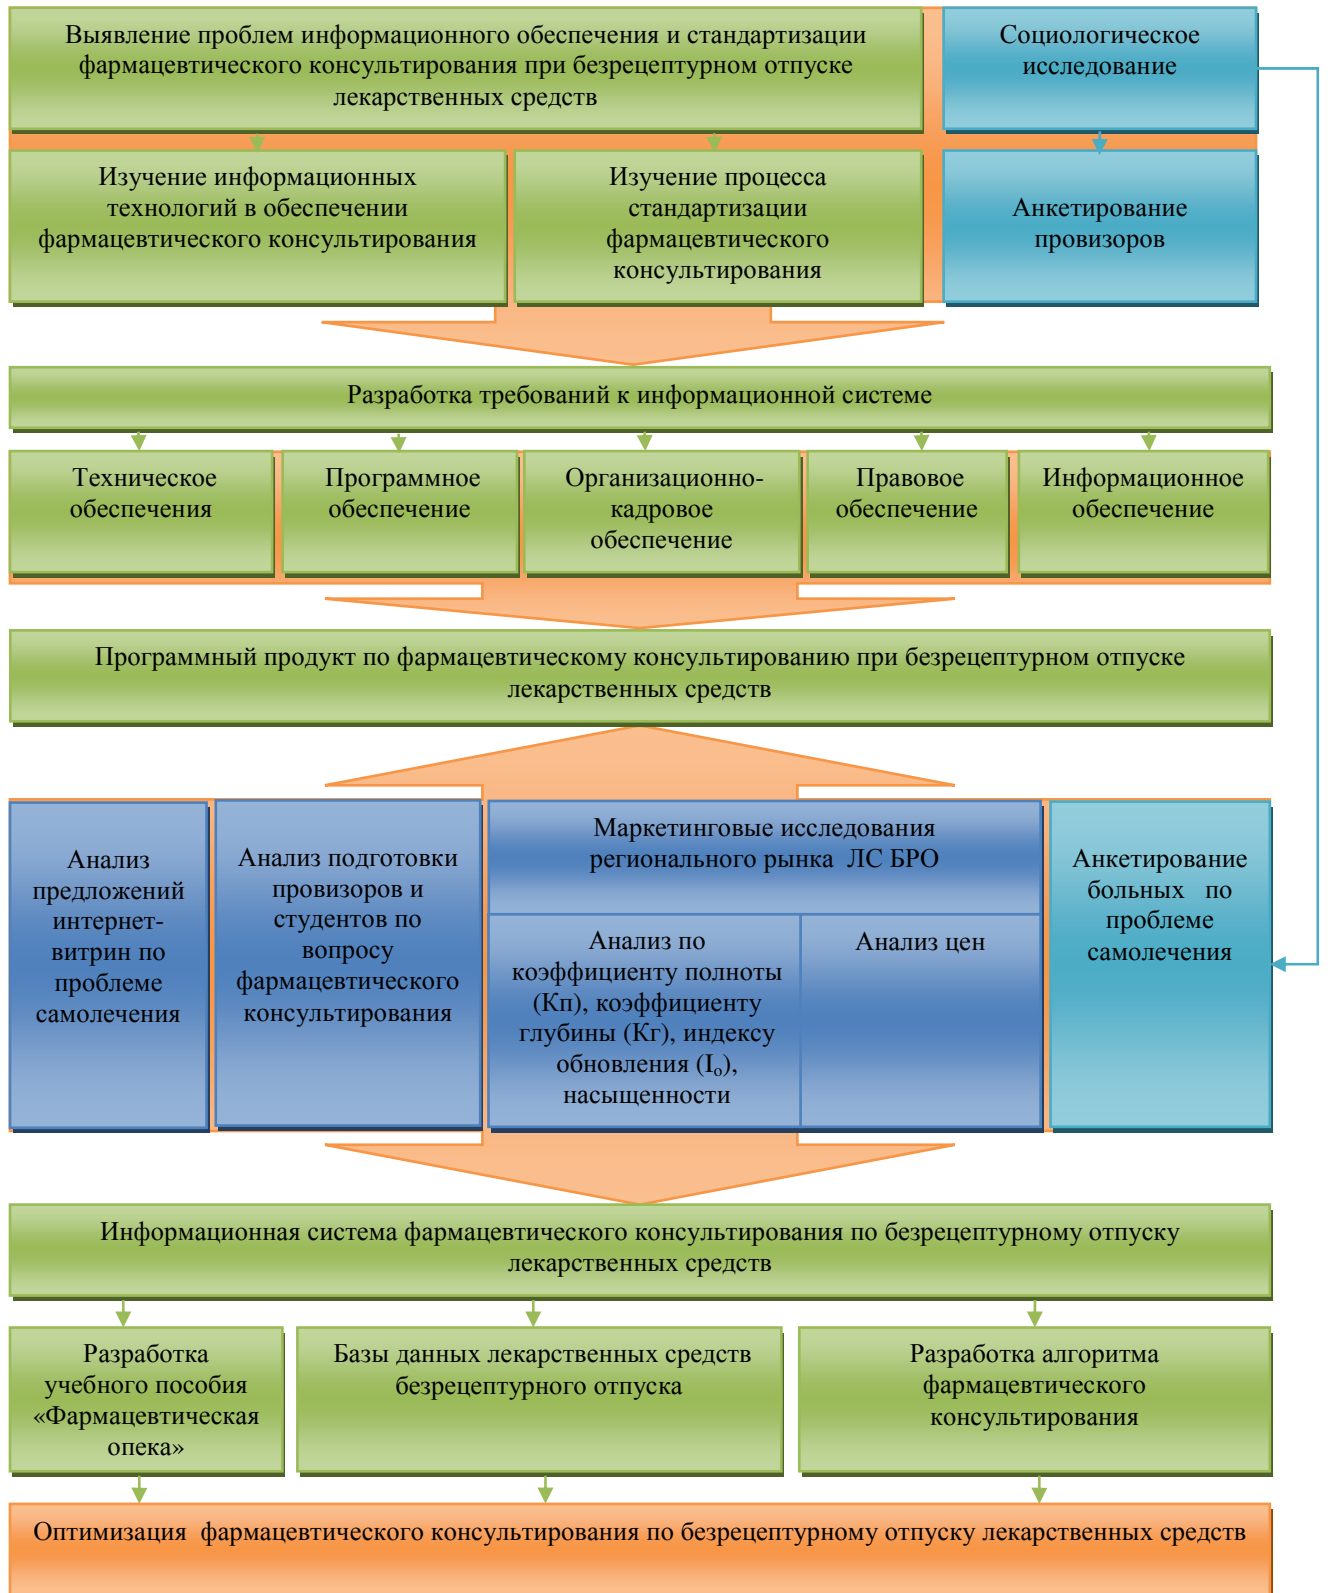 Выявление проблем информационного обеспечения и стандартизации
фармацевтического консультирования при безрецептурном отпуске
лекарственных средств
Социологическое
исследование
Изучение информационных
технологий в обеспечении
фармацевтического консультирования
Изучение процесса
стандартизации
фармацевтического
консультирования
Анкетирование
провизоров
Разработка требований к информационной системе
Техническое
обеспечения
Программное
обеспечение
Организационно-
кадровое
обеспечение
Правовое
обеспечение
Информационное
обеспечение
Программный продукт по фармацевтическому консультированию при безрецептурном отпуске
лекарственных средств
Анализ
предложений
интернет-
витрин по
проблеме
самолечения
Анализ подготовки
провизоров и
студентов по
вопросу
фармацевтического
консультирования
Маркетинговые исследования
регионального рынка ЛС БРО
Анализ по
коэффициенту полноты
(Кп), коэффициенту
глубины (Кг), индексу
обновления (Iо),
насыщенности
Анализ цен
Анкетирование
больных по
проблеме
самолечения
Информационная система фармацевтического консультирования по безрецептурному отпуску
лекарственных средств
Разработка
учебного пособия
«Фармацевтическая
опека»
Базы данных лекарственных средств
безрецептурного отпуска
Разработка алгоритма
фармацевтического
консультирования
Оптимизация фармацевтического консультирования по безрецептурному отпуску лекарственных средств